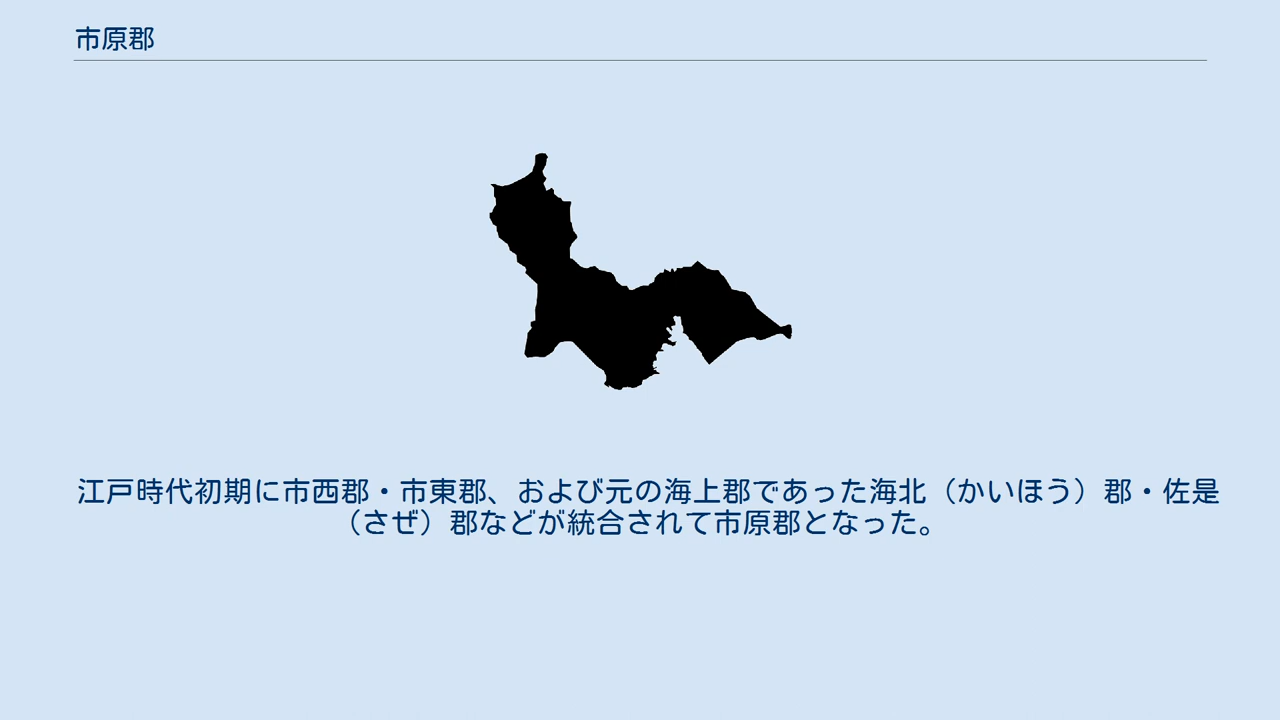 市原郡
江戸時代初期に市西郡・市東郡、および元の海上郡であった海北（かいほう）郡・佐是
（さぜ）郡などが統合されて市原郡となった。